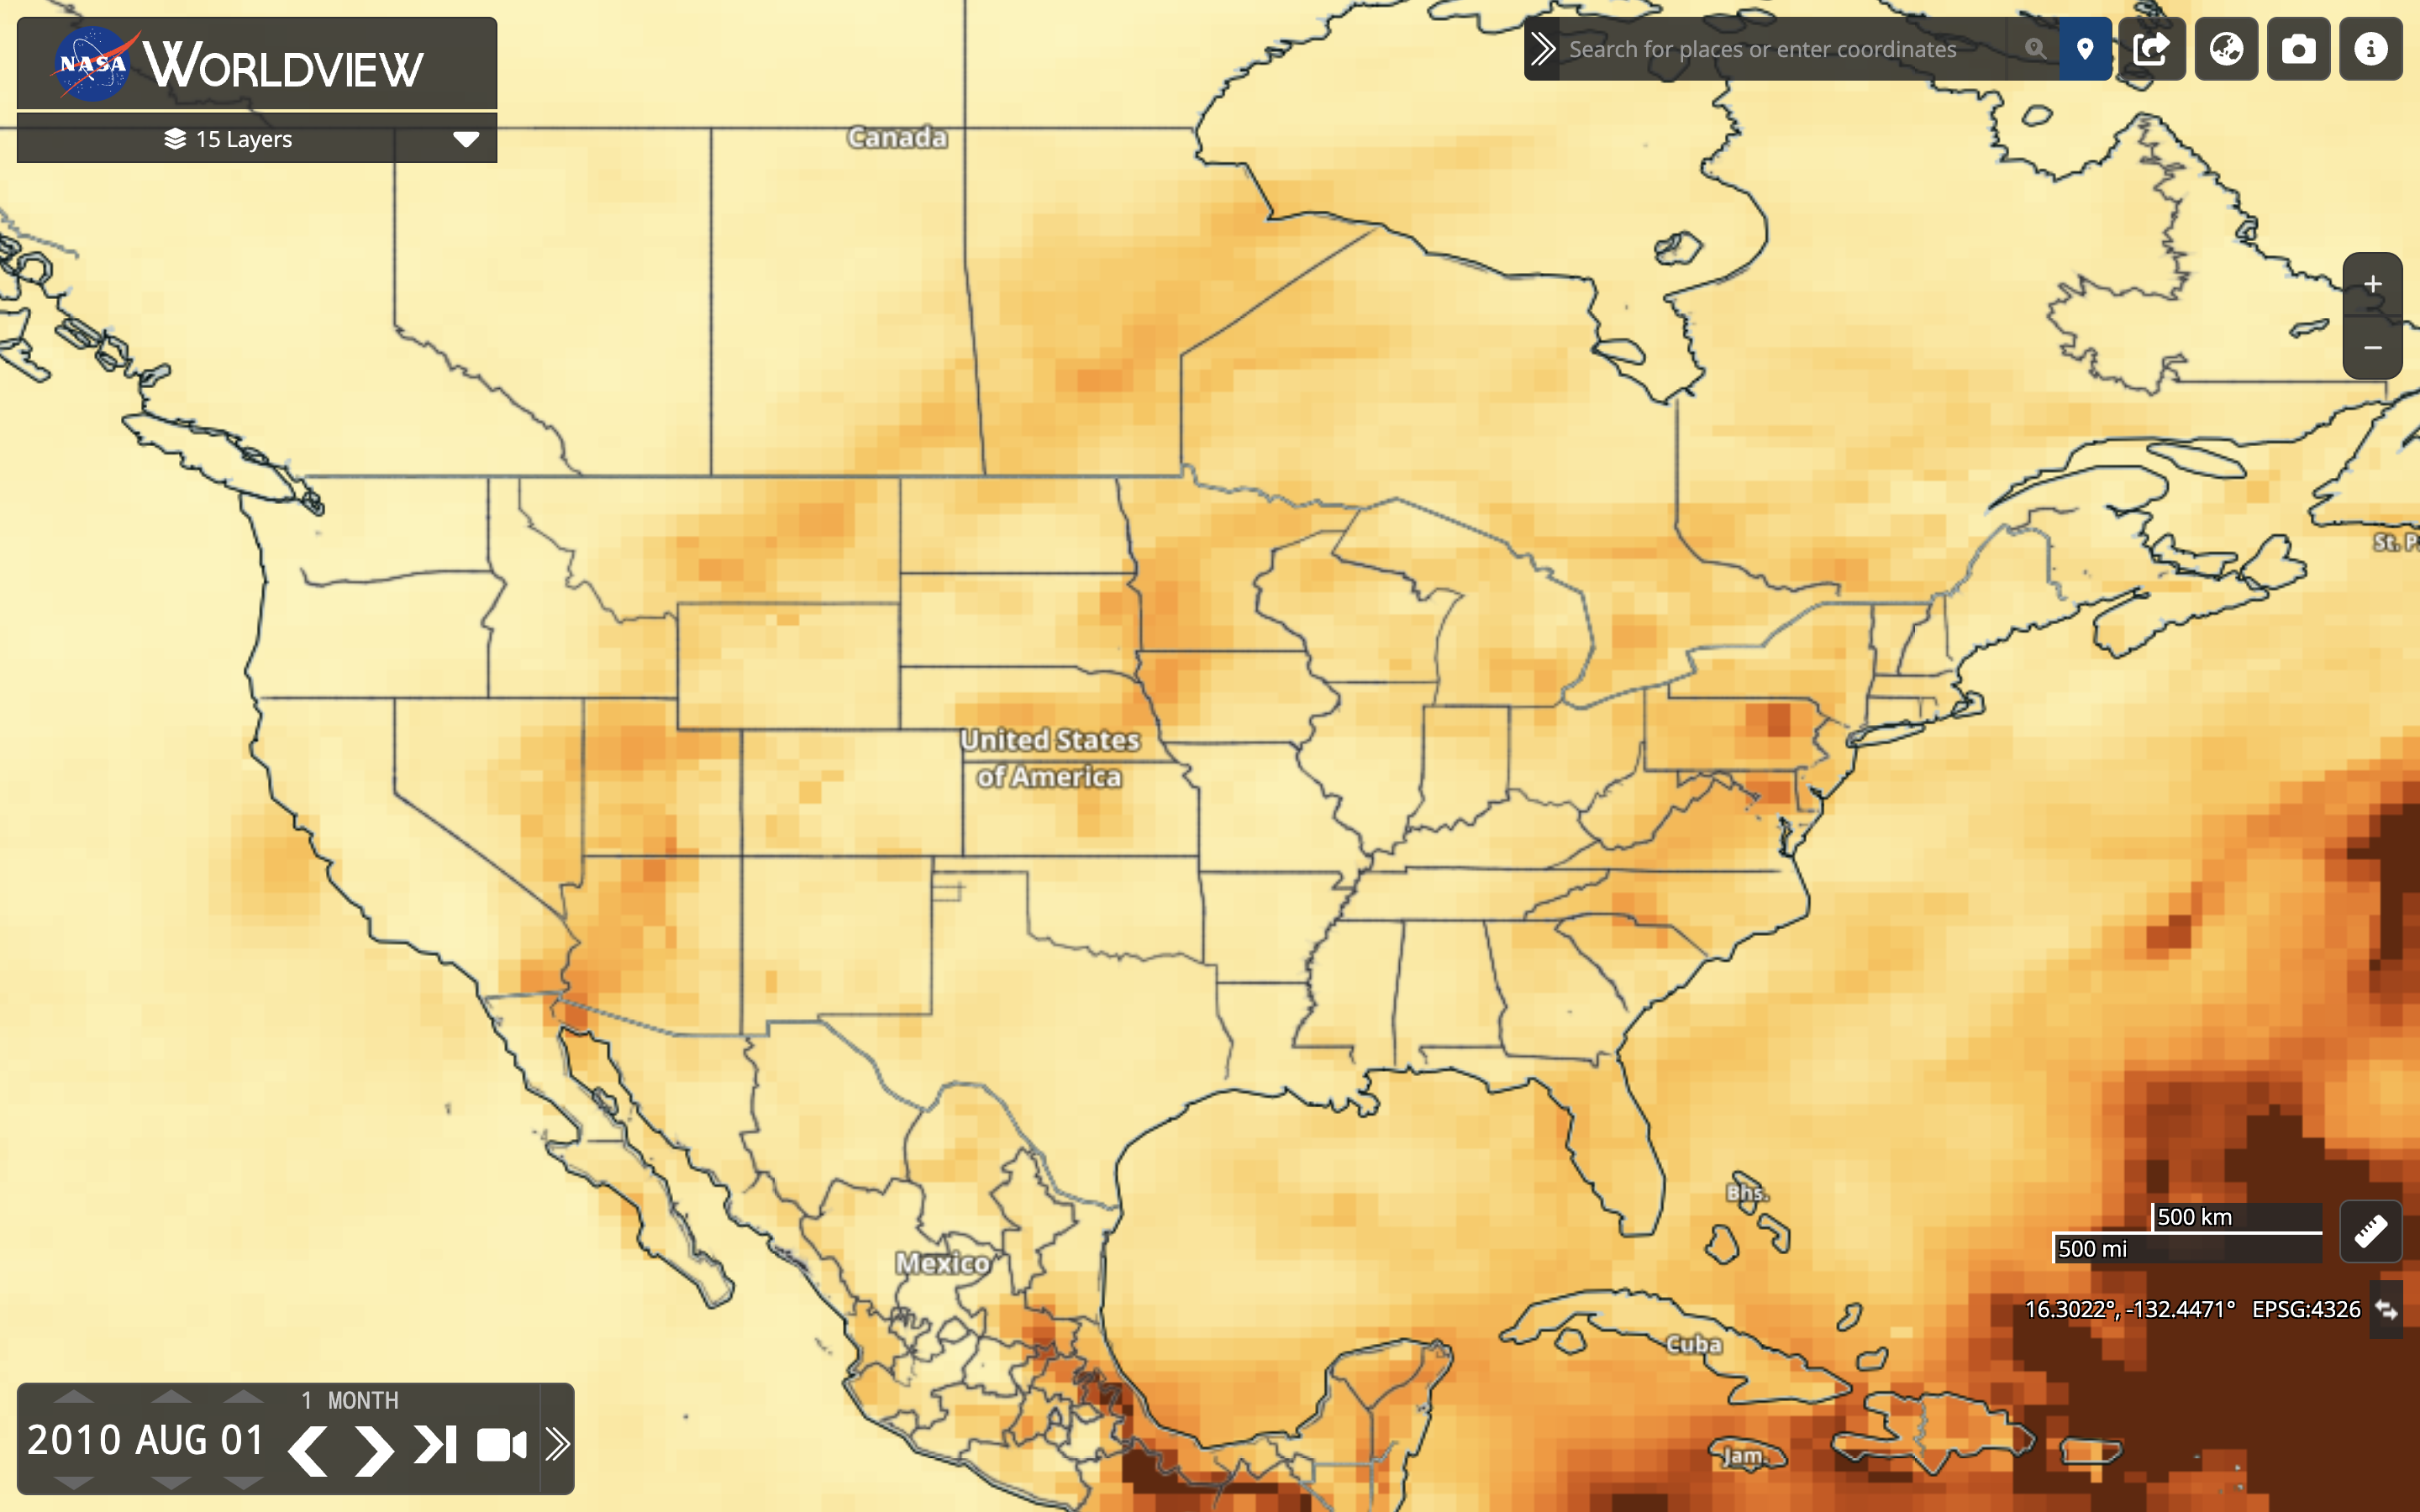 NASA WORLDVIEW
15 Layers
Search for places or enter coordinates
Canada
St. P
United States
of America
Bhs.
500 km
500 mi
Mexico
16.3022°, -132.4471° EPSG:4326
Cuba
Jam.
1 MONTH
2010 AUG 01